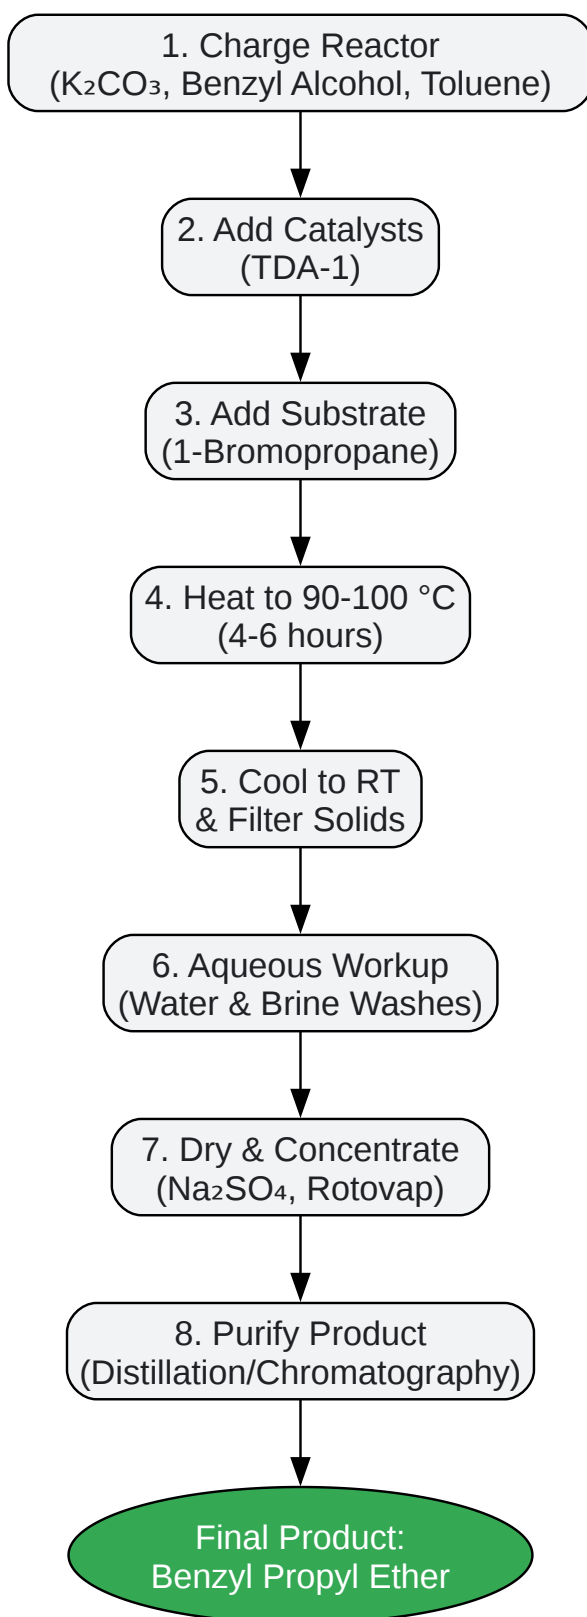 1. Charge Reactor
(K₂CO₃, Benzyl Alcohol, Toluene)
2. Add Catalysts
(TDA-1)
3. Add Substrate
(1-Bromopropane)
4. Heat to 90-100 °C
(4-6 hours)
5. Cool to RT
& Filter Solids
6. Aqueous Workup
(Water & Brine Washes)
7. Dry & Concentrate
(Na₂SO₄, Rotovap)
8. Purify Product
(Distillation/Chromatography)
Final Product:
Benzyl Propyl Ether